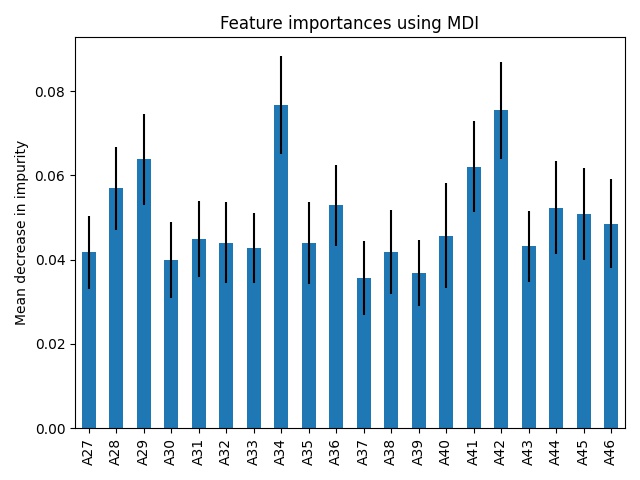 Feature importances using MDI
Mean decrease in impurity
0.08
0.06
0.04
0.02
0.00
A27
A28
A29
A30
A31
A32
A33
A34
A35
A36
A37
A38
A39
A40
A41
A42
A43
A44
A45
A46